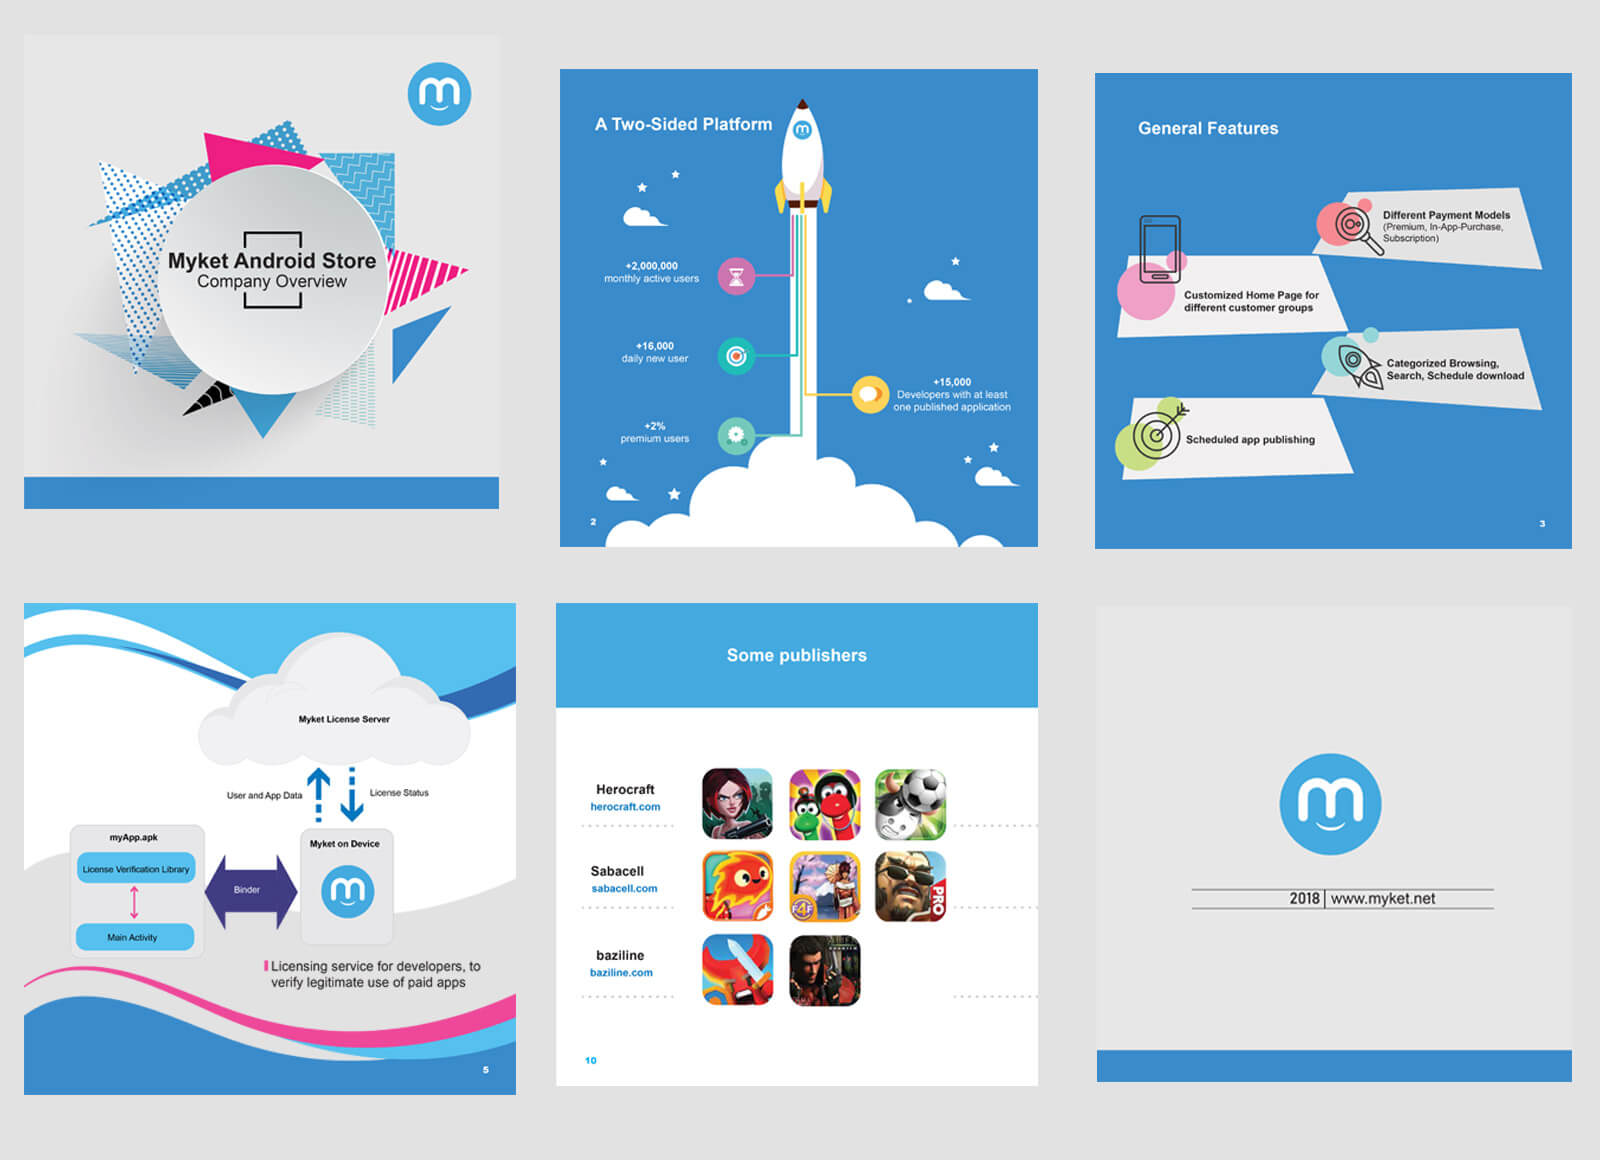 Myket Android Store
Company Overview
A Two-Sided Platform
+2,000,000
monthly active users
+16,000
daily new user
+15,000
Developers with at least
one published application
+2%
premium users
2
General Features
Different Payment Models
(Premium, In-App-Purchase,
Subscription)
Customized Home Page for
different customer groups
Categorized Browsing,
Search, Schedule download
Scheduled app publishing
3
Myket License Server
User and App Data
License Status
myApp.apk
License Verification Library
Main Activity
Binder
Myket on Device
Licensing service for developers, to
verify legitimate use of paid apps
5
Some publishers
Herocraft
herocraft.com
Sabacell
sabacell.com
F4F
PRO
baziline
baziline.com
10
2018 | www.myket.net